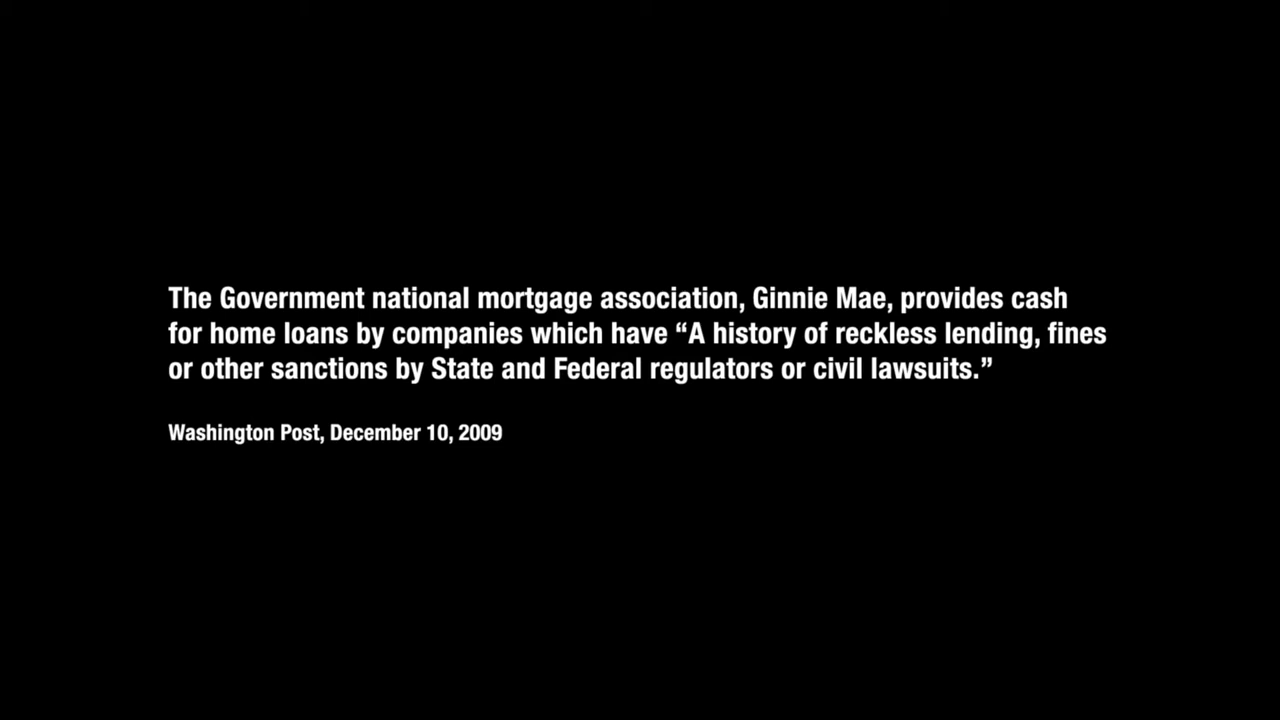 The Government national mortgage association, Ginnie Mae, provides cash
for home loans by companies which have “A history of reckless lending, fines
or other sanctions by State and Federal regulators or civil lawsuits.”
Washington Post, December 10, 2009